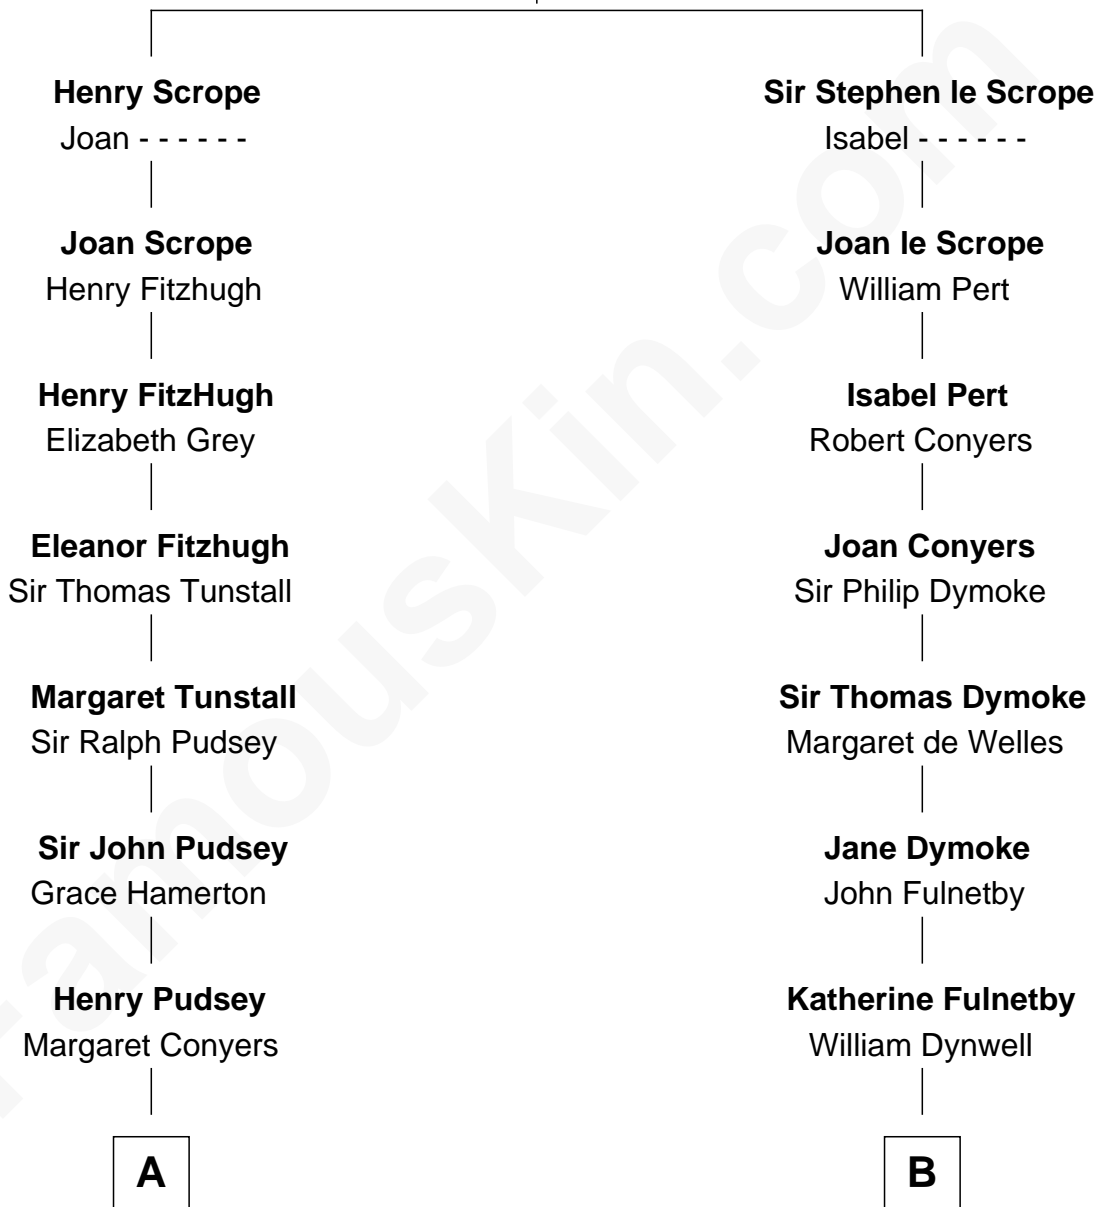 Henry Scrope
Joan - - - - - -
Joan Scrope
Henry Fitzhugh
Henry FitzHugh
Elizabeth Grey
Eleanor Fitzhugh
Sir Thomas Tunstall
Margaret Tunstall
Sir Ralph Pudsey
Sir John Pudsey
Grace Hamerton
Henry Pudsey
Margaret Conyers
A
Sir Stephen le Scrope
Isabel - - - - - -
Joan le Scrope
William Pert
Isabel Pert
Robert Conyers
Joan Conyers
Sir Philip Dymoke
Sir Thomas Dymoke
Margaret de Welles
Jane Dymoke
John Fulnetby
Katherine Fulnetby
William Dynwell
B
FamousKin.com